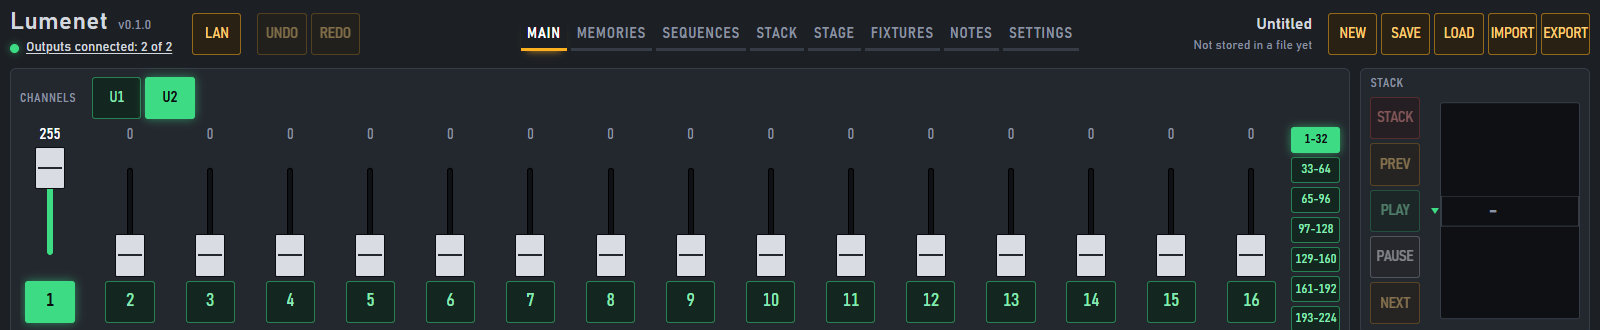 Lumenet v0.1.0
Outputs connected: 2 of 2
LAN
UNDO
REDO
MAIN
MEMORIES
SEQUENCES
STACK
STAGE
FIXTURES
NOTES
SETTINGS
Untitled
Not stored in a file yet
NEW
SAVE
LOAD
IMPORT
EXPORT
CHANNELS
U1
U2
255 0 0 0 0 0 0 0 0 0 0 0 0 0 0 0
1 2 3 4 5 6 7 8 9 10 11 12 13 14 15 16
1-32
33-64
65-96
97-128
129-160
161-192
193-224
STACK
STACK
PREV
PLAY
PAUSE
NEXT
-